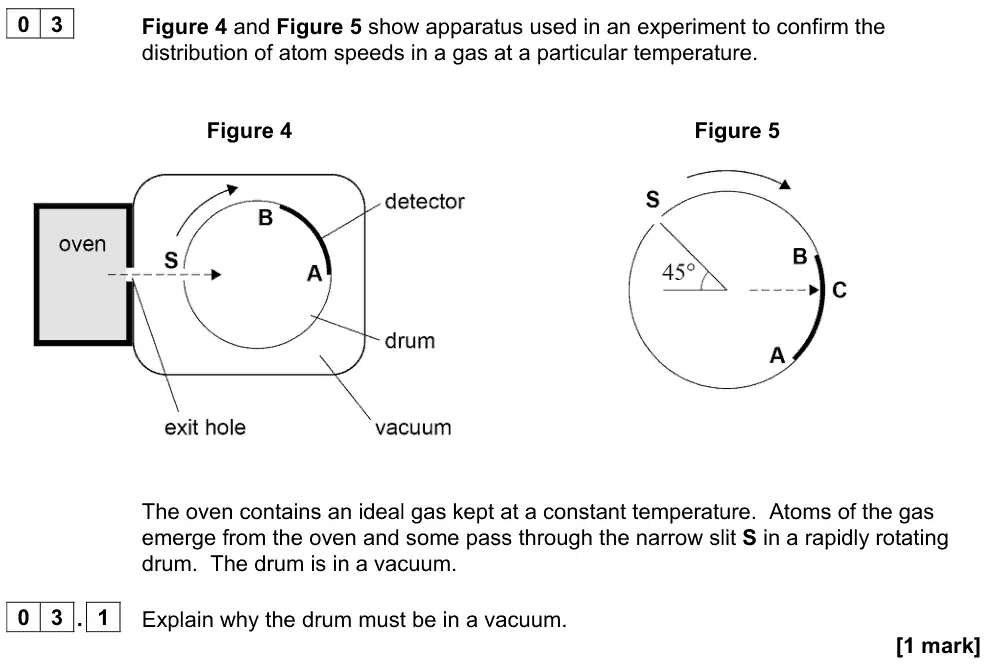 0 3
Figure 4 and Figure 5 show apparatus used in an experiment to confirm the
distribution of atom speeds in a gas at a particular temperature.
Figure 4
Figure 5
oven
S
B
A
detector
drum
exit hole
vacuum
S
45°
B
C
A
The oven contains an ideal gas kept at a constant temperature. Atoms of the gas
emerge from the oven and some pass through the narrow slit S in a rapidly rotating
drum. The drum is in a vacuum.
0 3 . 1 Explain why the drum must be in a vacuum.
[1 mark]